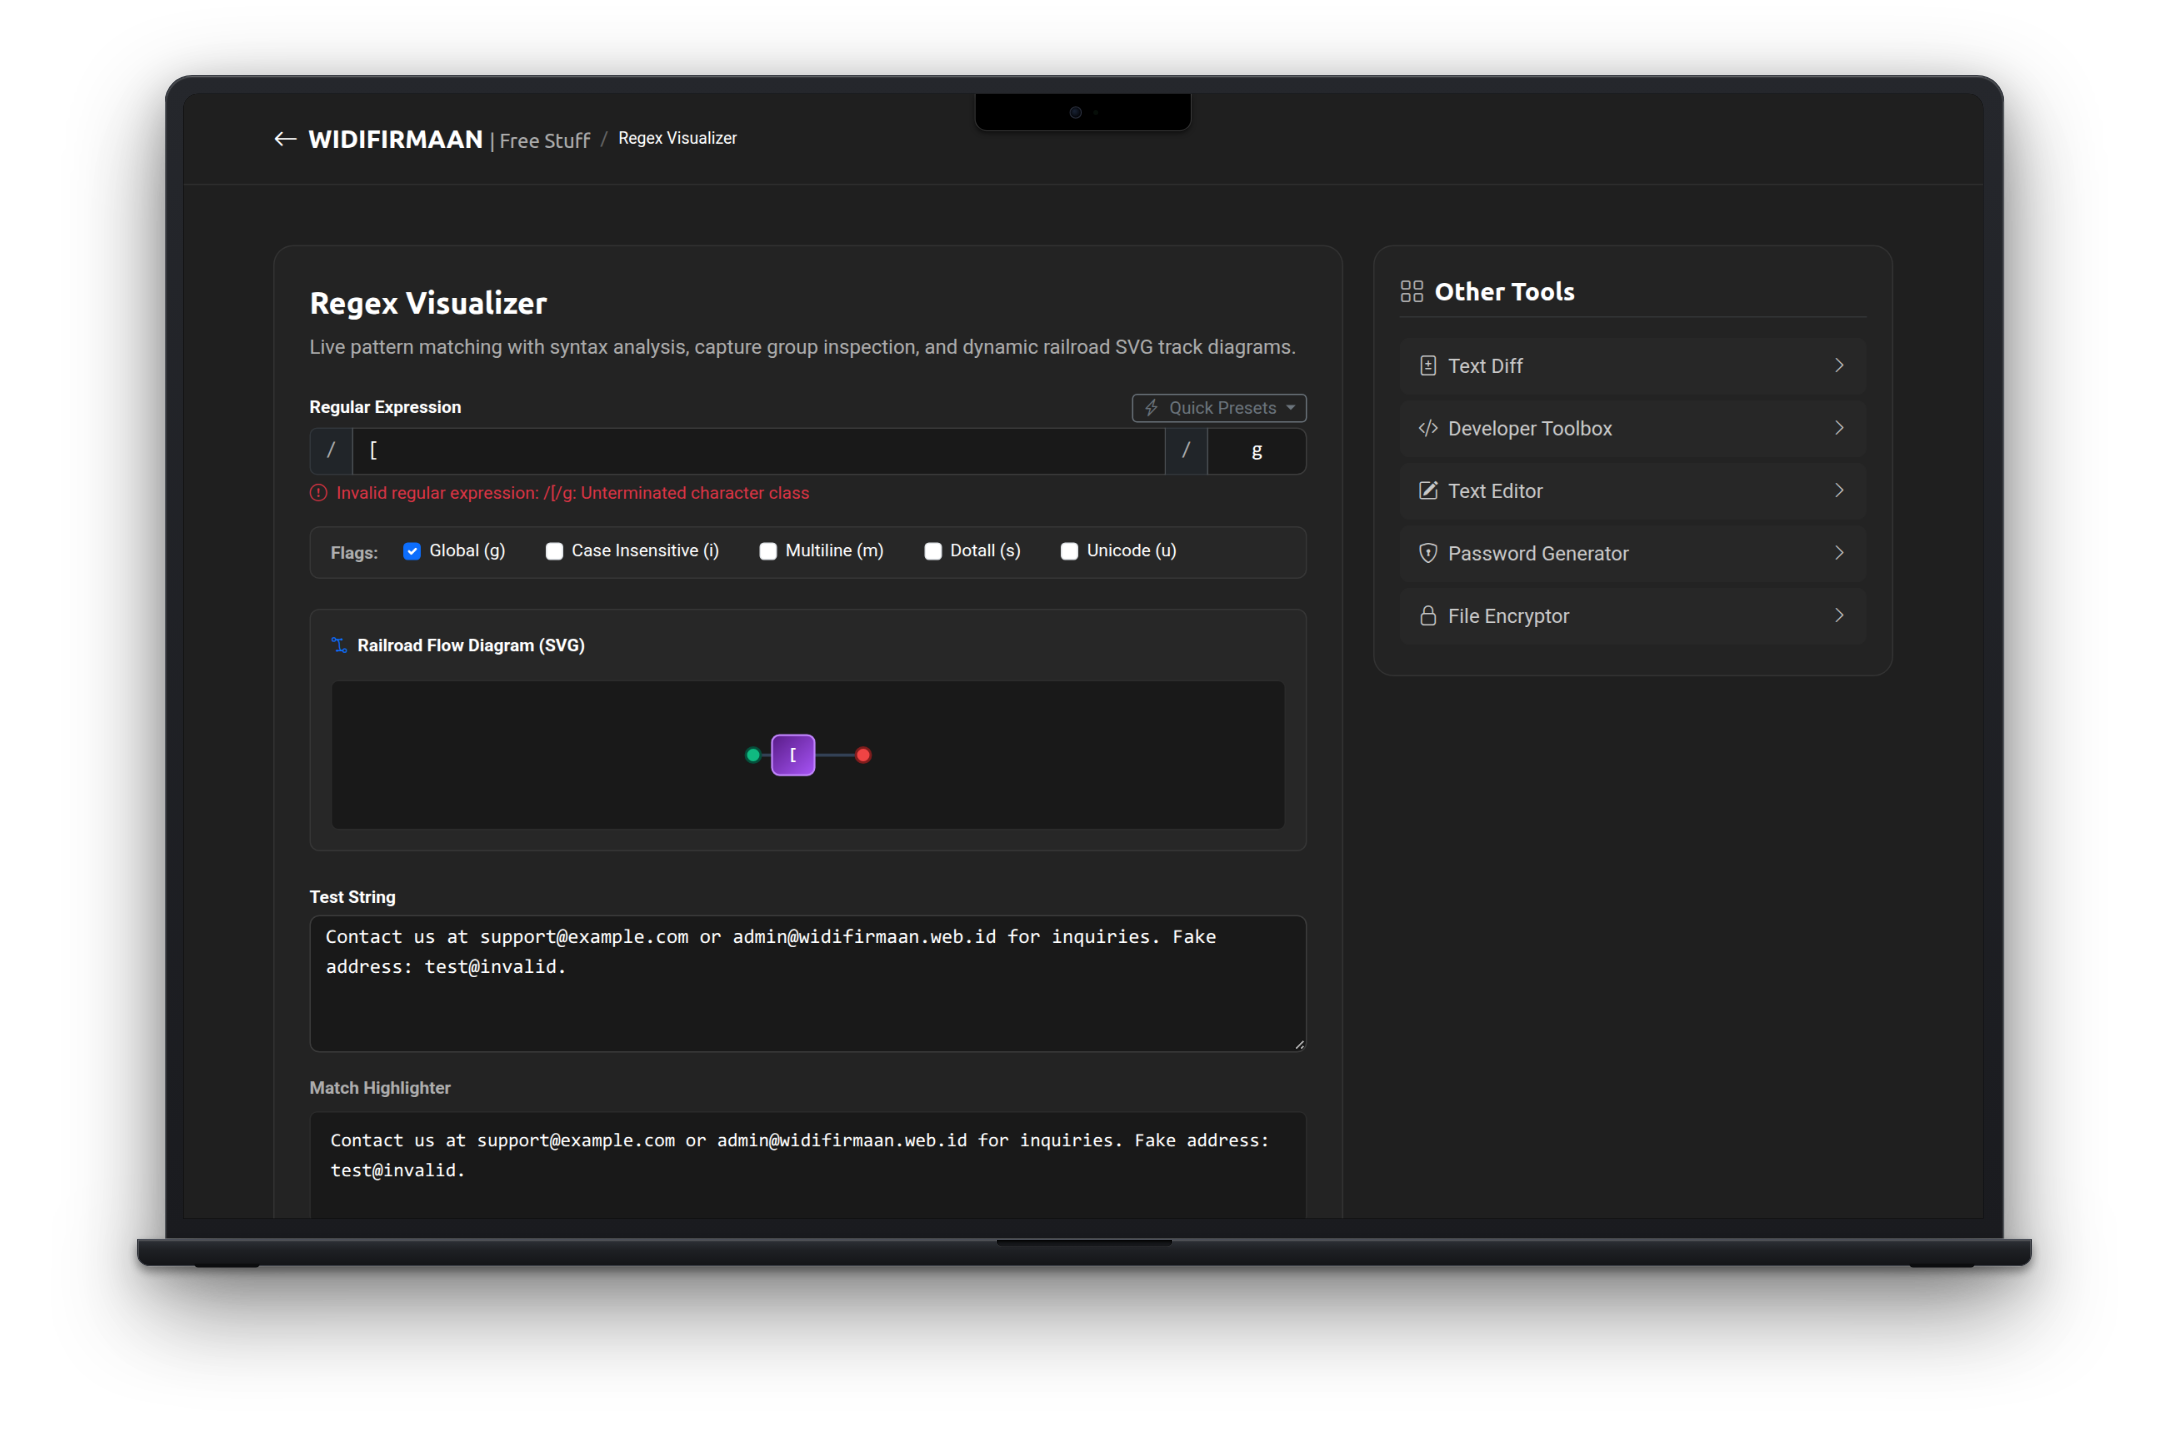 WIDIFIRMAAN | Free Stuff / Regex Visualizer
Regex Visualizer
Live pattern matching with syntax analysis, capture group inspection, and dynamic railroad SVG track diagrams.
Regular Expression
Quick Presets
/ [ / g
Invalid regular expression: /[/g: Unterminated character class
Flags: Global (g) Case Insensitive (i) Multiline (m) Dotall (s) Unicode (u)
Railroad Flow Diagram (SVG)
[
Test String
Contact us at support@example.com or admin@widifirmaan.web.id for inquiries. Fake
address: test@invalid.
Match Highlighter
Contact us at support@example.com or admin@widifirmaan.web.id for inquiries. Fake address:
test@invalid.
Other Tools
Text Diff
Developer Toolbox
Text Editor
Password Generator
File Encryptor